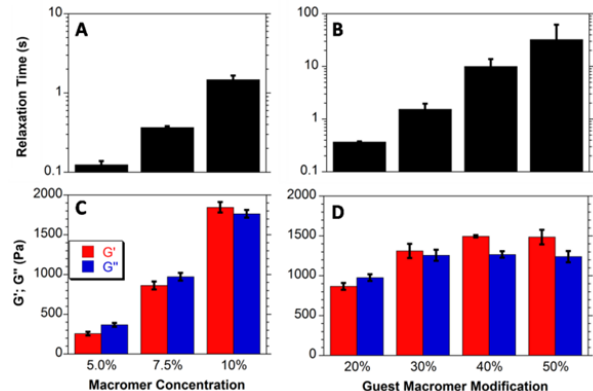 A
B
Relaxation Time (s)
10
1
0.1
100
10
1
0.1
C
D
G'; G" (Pa)
2000
1500
1000
500
0
G'
G"
2000
1500
1000
500
0
5.0%
7.5%
10%
20%
30%
40%
50%
Macromer Concentration
Guest Macromer Modification